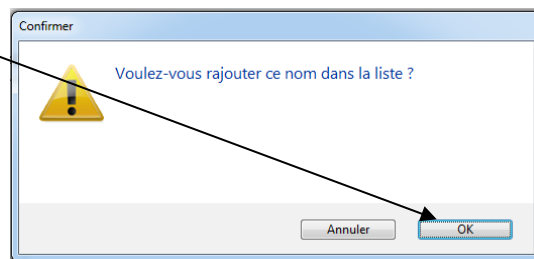 Confirmer
Voulez-vous rajouter ce nom dans la liste ?
Annuler
OK